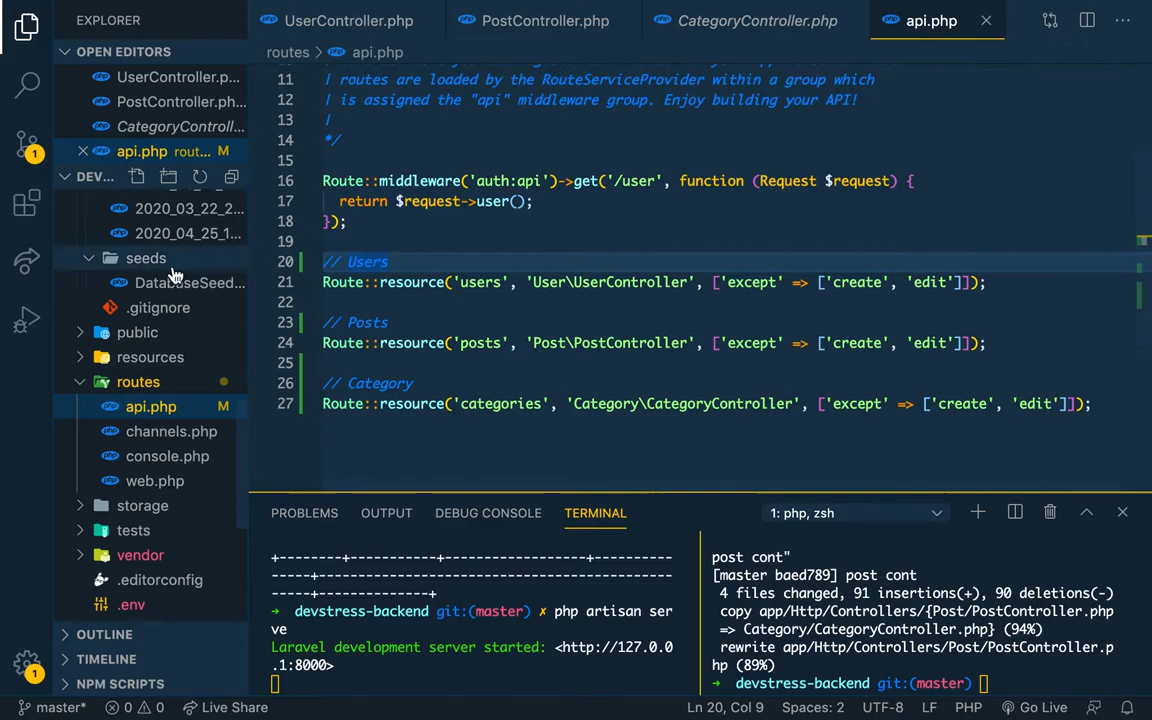 EXPLORER
OPEN EDITORS
UserController.p...
PostController.ph...
CategoryControll...
api.php rout... M
DEV...
2020_03_22_2...
2020_04_25_1...
seeds
DatabaseSeed...
.gitignore
public
resources
routes
api.php M
channels.php
console.php
web.php
storage
tests
vendor
.editorconfig
.env
OUTLINE
TIMELINE
NPM SCRIPTS
1
1
UserController.php
PostController.php
CategoryController.php
api.php
routes > api.php
11 | routes are loaded by the RouteServiceProvider within a group which
12 | is assigned the "api" middleware group. Enjoy building your API!
13 |
14 */
15
16 Route::middleware('auth:api')->get('/user', function (Request $request) {
17 return $request->user();
18 });
19
20 // Users
21 Route::resource('users', 'User\UserController', ['except' => ['create', 'edit']]);
22
23 // Posts
24 Route::resource('posts', 'Post\PostController', ['except' => ['create', 'edit']]);
25
26 // Category
27 Route::resource('categories', 'Category\CategoryController', ['except' => ['create', 'edit']]);
PROBLEMS OUTPUT DEBUG CONSOLE TERMINAL 1: php, zsh
+--------+-----------+------------------+----------
-----+---------------------------------------------
-----+--------------+
→ devstress-backend git:(master) ✗ php artisan ser
ve
Laravel development server started: <http://127.0.0
.1:8000>
post cont"
[master baed789] post cont
4 files changed, 91 insertions(+), 90 deletions(-)
copy app/Http/Controllers/{Post/PostController.php
=> Category/CategoryController.php} (94%)
rewrite app/Http/Controllers/Post/PostController.p
hp (89%)
→ devstress-backend git:(master)
master* 0 0 Live Share Ln 20, Col 9 Spaces: 2 UTF-8 LF PHP Go Live